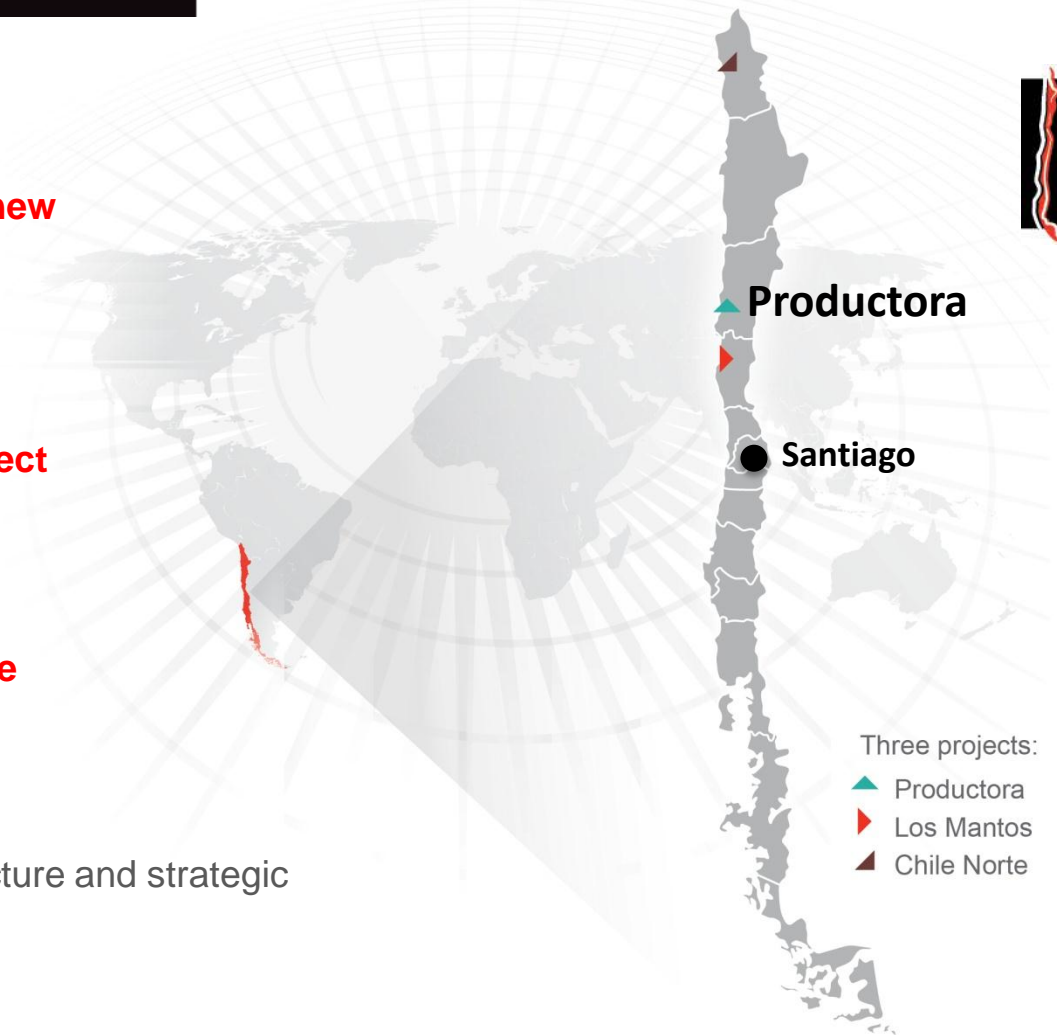 new
Productora
ect
Santiago
e
Three projects:
Productora
Los Mantos
cture and strategic
Chile Norte